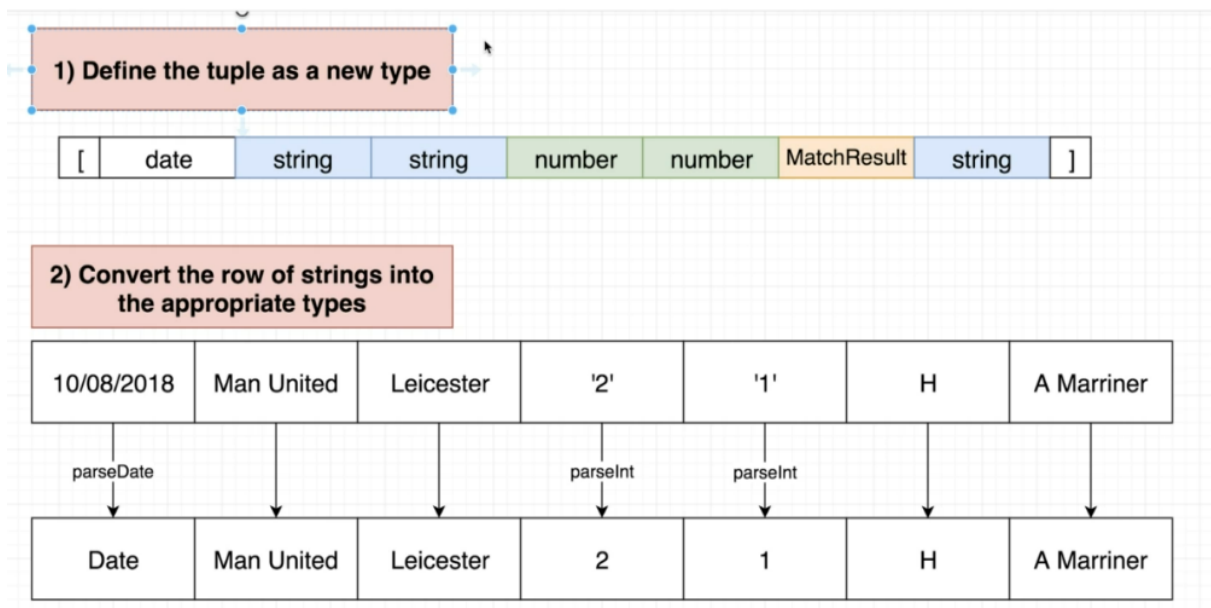 1) Define the tuple as a new type
[ date string string number number MatchResult string ]
2) Convert the row of strings into
the appropriate types
10/08/2018 Man United Leicester '2' '1' H A Marriner
parseDate parseInt parseInt
Date Man United Leicester 2 1 H A Marriner